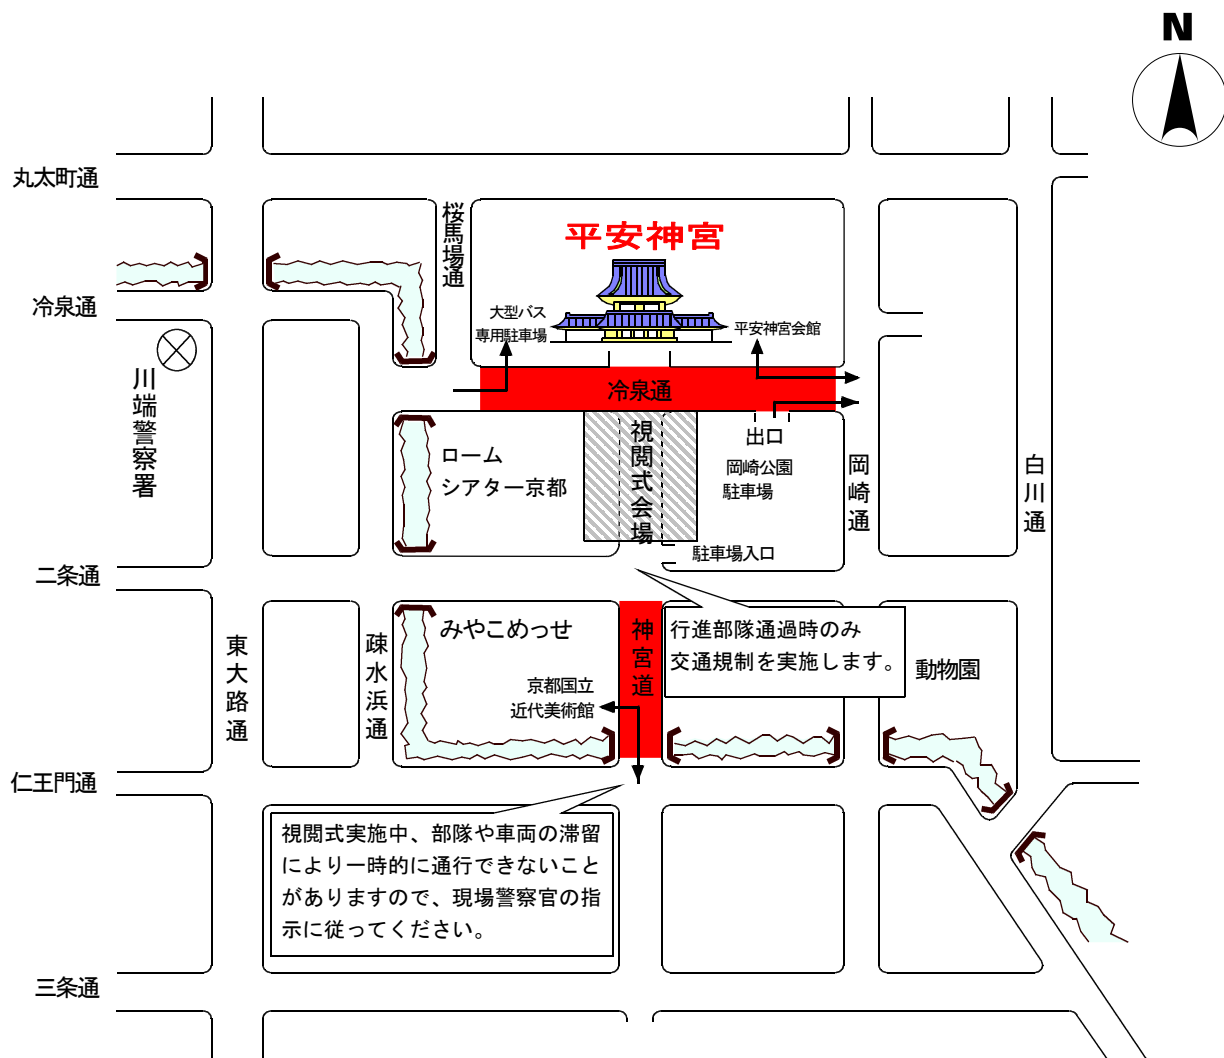 N
丸太町通
桜馬場通
平安神宮
冷泉通
大型バス
専用駐車場
平安神宮会館
川端警察署
冷泉通
視閲式会場
出口
岡崎公園
駐車場
ローム
シアター京都
岡崎通
白川通
駐車場入口
二条通
東大路通
疎水浜通
みやこめっせ
神宮道
行進部隊通過時のみ
交通規制を実施します。
動物園
京都国立
近代美術館
仁王門通
視閲式実施中、部隊や車両の滞留
により一時的に通行できないこと
がありますので、現場警察官の指
示に従ってください。
三条通